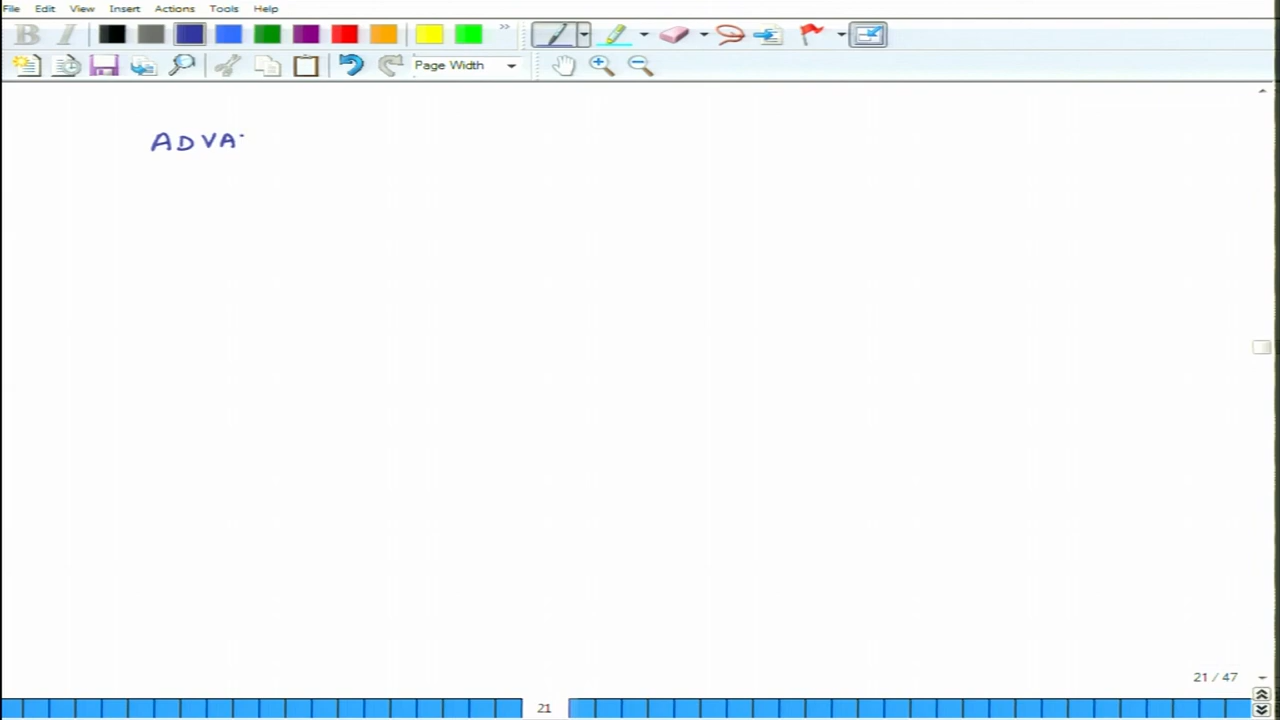 File Edit View Insert Actions Tools Help
B I
Page Width
ADVA
21 / 47
21